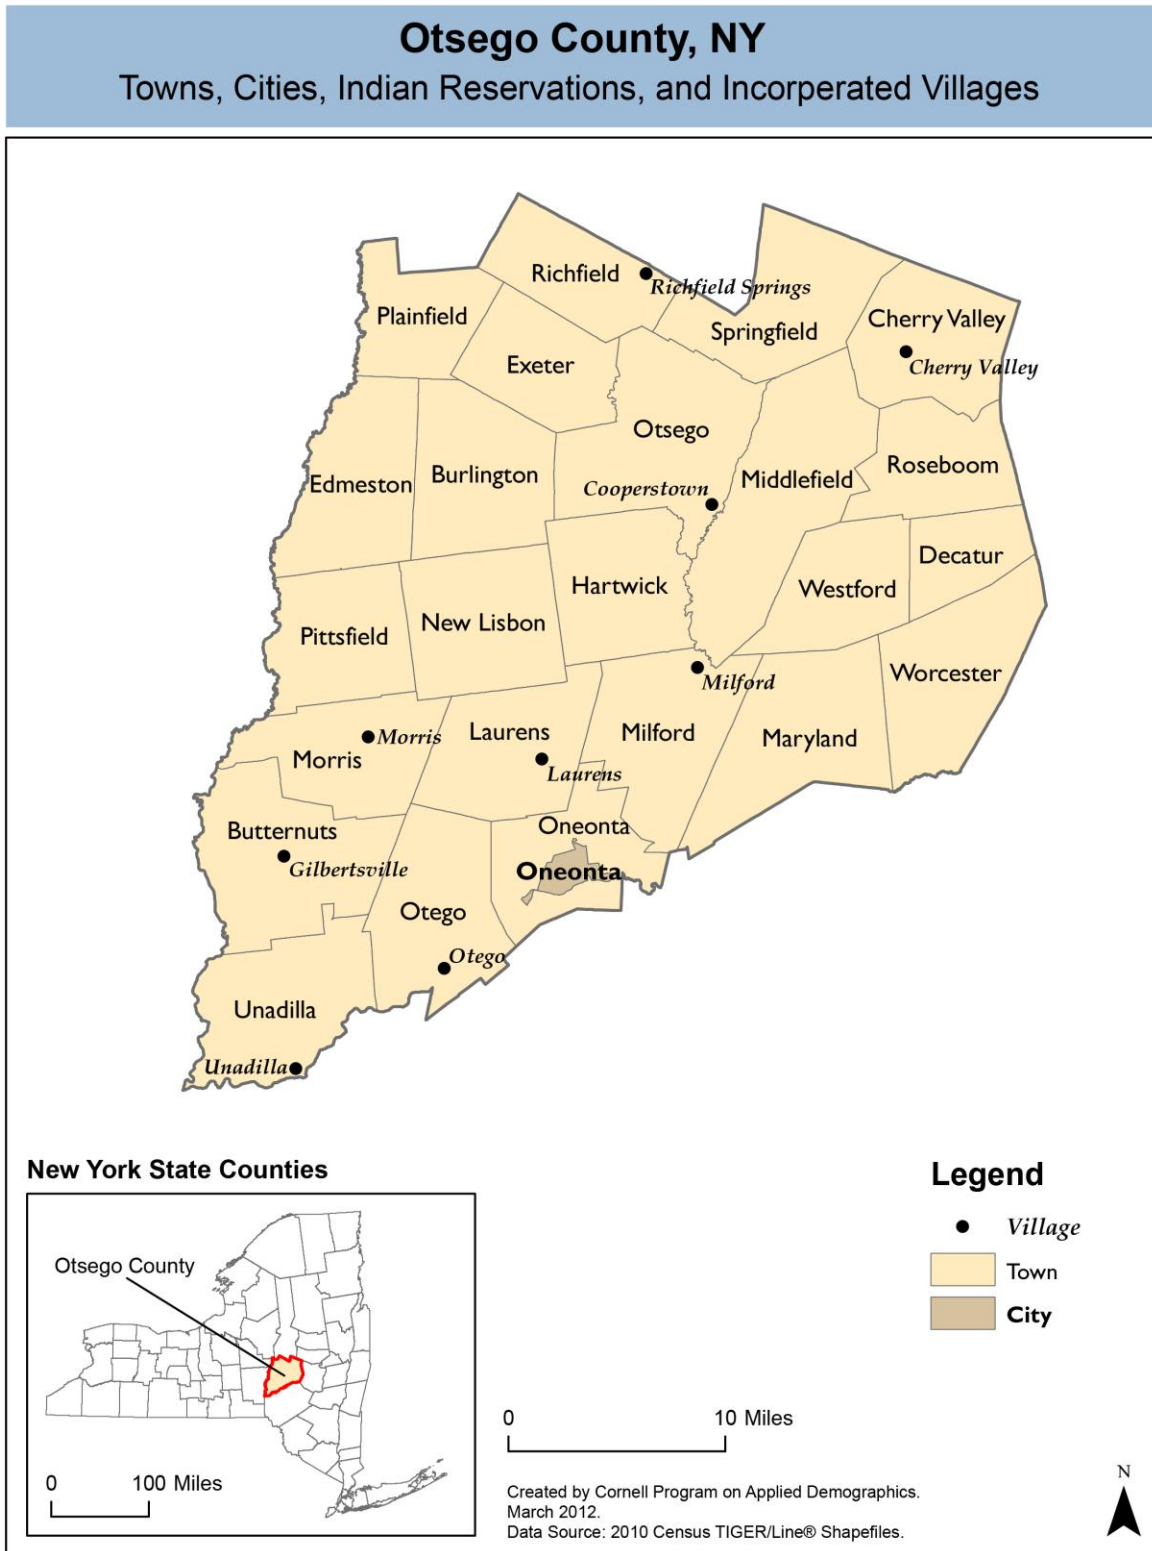 Otsego County, NY
Towns, Cities, Indian Reservations, and Incorperated Villages
Richfield
Richfield Springs
Plainfield
Springfield
Cherry Valley
Cherry Valley
Exeter
Otsego
Edmeston
Burlington
Cooperstown
Middlefield
Roseboom
Decatur
Hartwick
Westford
Pittsfield
New Lisbon
Worcester
Milford
Morris
Morris
Laurens
Laurens
Milford
Maryland
Butternuts
Gilbertsville
Oneonta
Oneonta
Otego
Otego
Unadilla
Unadilla
New York State Counties
Otsego County
0 100 Miles
Legend
Village
Town
City
0 10 Miles
Created by Cornell Program on Applied Demographics.
March 2012.
Data Source: 2010 Census TIGER/Line® Shapefiles.
N